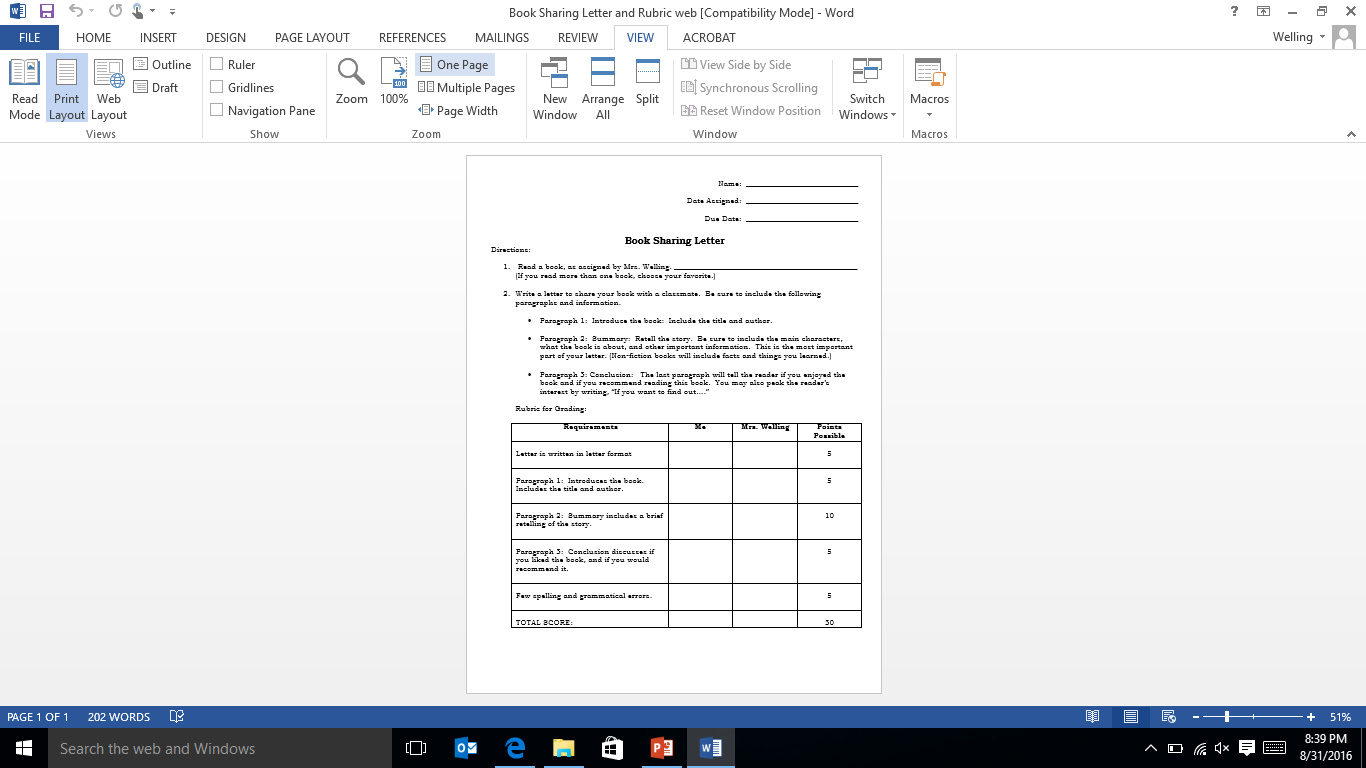 Book Sharing Letter and Rubric web [Compatibility Mode] - Word
?
FILE HOME INSERT DESIGN PAGE LAYOUT REFERENCES MAILINGS REVIEW VIEW ACROBAT Welling
Read Mode
Print Layout
Web Layout
Outline
Draft
Views
Ruler
Gridlines
Navigation Pane
Show
Zoom
100
100%
One Page
Multiple Pages
Page Width
Zoom
New Window
Arrange All
Split
View Side by Side
Synchronous Scrolling
Reset Window Position
Window
Switch Windows
Macros
Macros
Name:
Date Assigned:
Due Date:
Book Sharing Letter
Directions:
1. Read a book, as assigned by Mrs. Welling.
(If you read more than one book, choose your favorite.)
2. Write a letter to share your book with a classmate. Be sure to include the following
paragraphs and information.
• Paragraph 1: Introduce the book: Include the title and author.
• Paragraph 2: Summary: Retell the story. Be sure to include the main characters,
what the book is about, and other important information. This is the most important
part of your letter. (Non-fiction books will include facts and things you learned.)
• Paragraph 3: Conclusion: The last paragraph will tell the reader if you enjoyed the
book and if you recommend reading this book. You may also peak the reader's
interest by writing, "If you want to find out…."
Rubric for Grading:
Requirements Me Mrs. Welling Points
Possible
Letter is written in letter format 5
Paragraph 1: Introduces the book. 5
Includes the title and author.
Paragraph 2: Summary includes a brief 10
retelling of the story.
Paragraph 3: Conclusion discusses if 5
you liked the book, and if you would
recommend it.
Few spelling and grammatical errors. 5
TOTAL SCORE: 30
PAGE 1 OF 1 202 WORDS 51%
Search the web and Windows
8:39 PM
8/31/2016